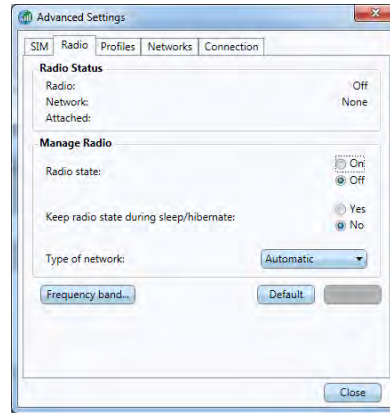 Advanced Settings
SIM Radio Profiles Networks Connection
Radio Status
Radio: Off
Network: None
Attached:
Manage Radio
Radio state: On
Off
Keep radio state during sleep/hibernate: Yes
No
Type of network: Automatic
Frequency band... Default
Close